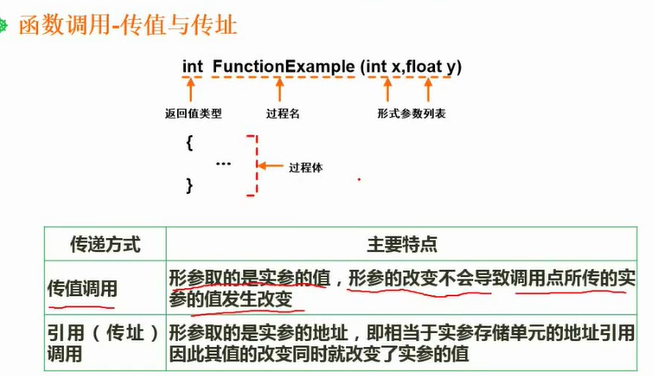 函数调用-传值与传址
int FunctionExample (int x,float y)
返回值类型 过程名 形式参数列表
{
...
过程体
}
传递方式 主要特点
传值调用 形参取的是实参的值，形参的改变不会导致调用点所传的实
参的值发生改变
引用（传址） 形参取的是实参的地址，即相当于实参存储单元的地址引用
调用 因此其值的改变同时就改变了实参的值